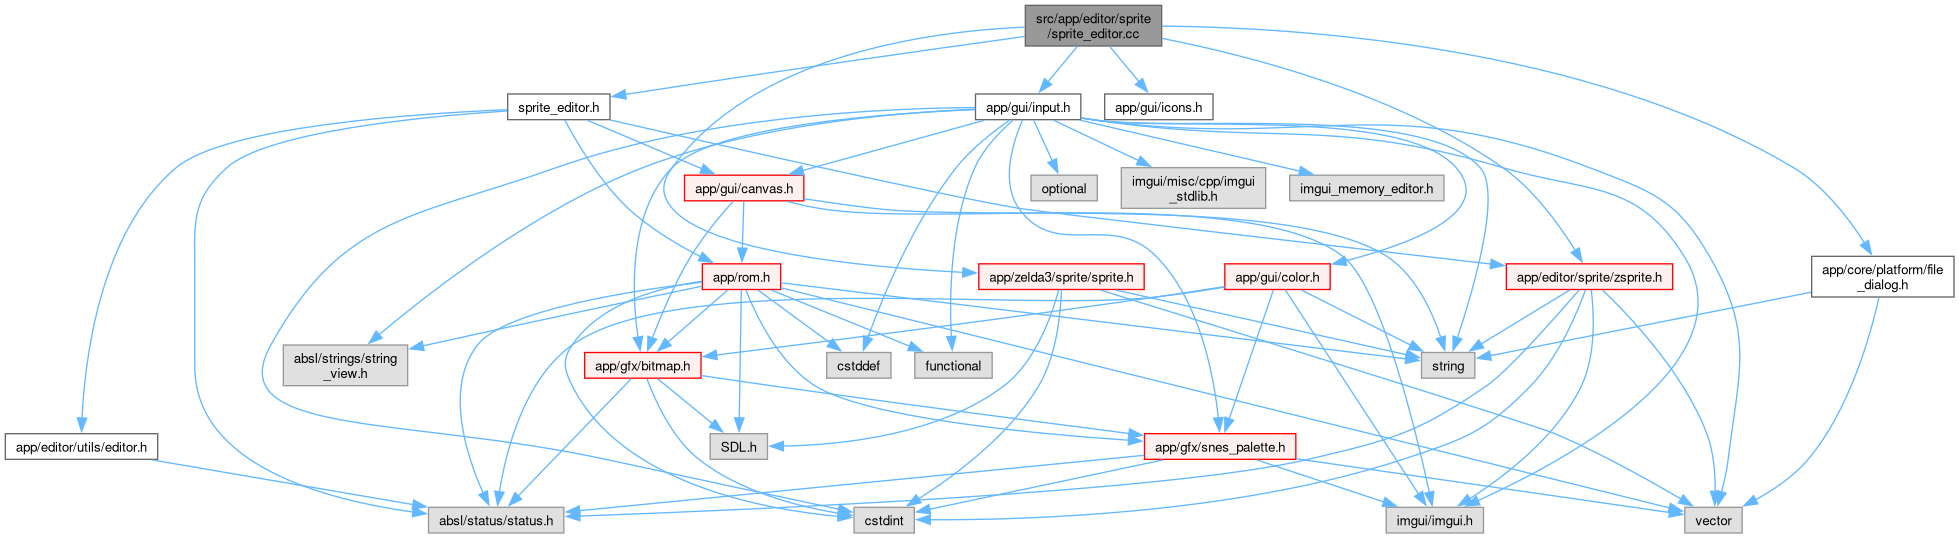 src/app/editor/sprite
/sprite_editor.cc
sprite_editor.h
app/gui/input.h
app/gui/icons.h
app/gui/canvas.h
optional
imgui/misc/cpp/imgui
_stdlib.h
imgui_memory_editor.h
app/rom.h
app/zelda3/sprite/sprite.h
app/gui/color.h
app/editor/sprite/zsprite.h
app/core/platform/file
_dialog.h
absl/strings/string
_view.h
app/gfx/bitmap.h
cstddef
functional
string
app/editor/utils/editor.h
SDL.h
app/gfx/snes_palette.h
absl/status/status.h
cstdint
imgui/imgui.h
vector